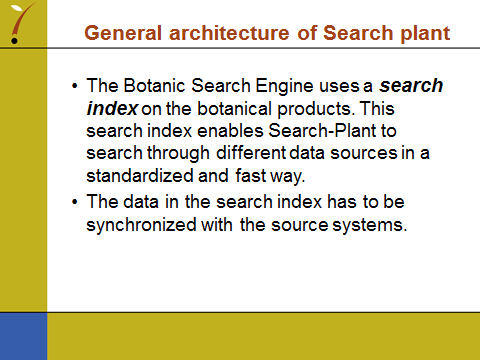 General architecture of Search plant
• The Botanic Search Engine uses a search
index on the botanical products. This
search index enables Search-Plant to
search through different data sources in a
standardized and fast way.
• The data in the search index has to be
synchronized with the source systems.